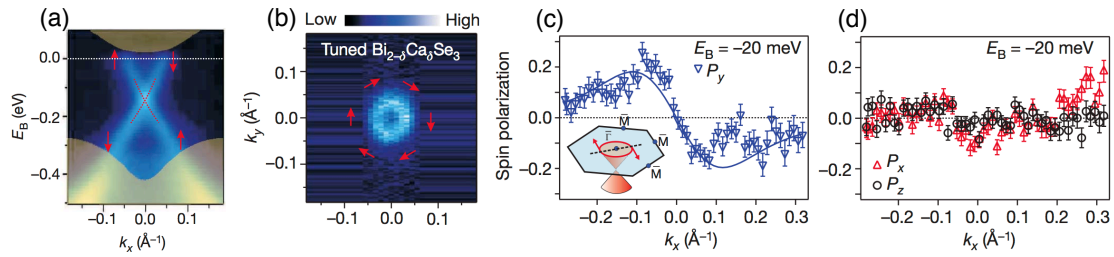 (a)
0.0
−0.2
−0.4
E_B (eV)
−0.1 0.0 0.1
k_x (Å⁻¹)
(b)
Low High
Tuned Bi₂₋δCaδSe₃
0.18
0.1
0.0
−0.1
−0.18
k_y (Å⁻¹)
−0.1 0.0 0.1
k_x (Å⁻¹)
(c)
E_B = −20 meV
P_y
0.2
0.0
−0.2
Spin polarization
M̄
Γ̄
M̄
M̄
−0.2 −0.1 0.0 0.1 0.2 0.3
k_x (Å⁻¹)
(d)
E_B = −20 meV
0.2
0.0
−0.2
P_x
P_z
−0.2 −0.1 0.0 0.1 0.2 0.3
k_x (Å⁻¹)